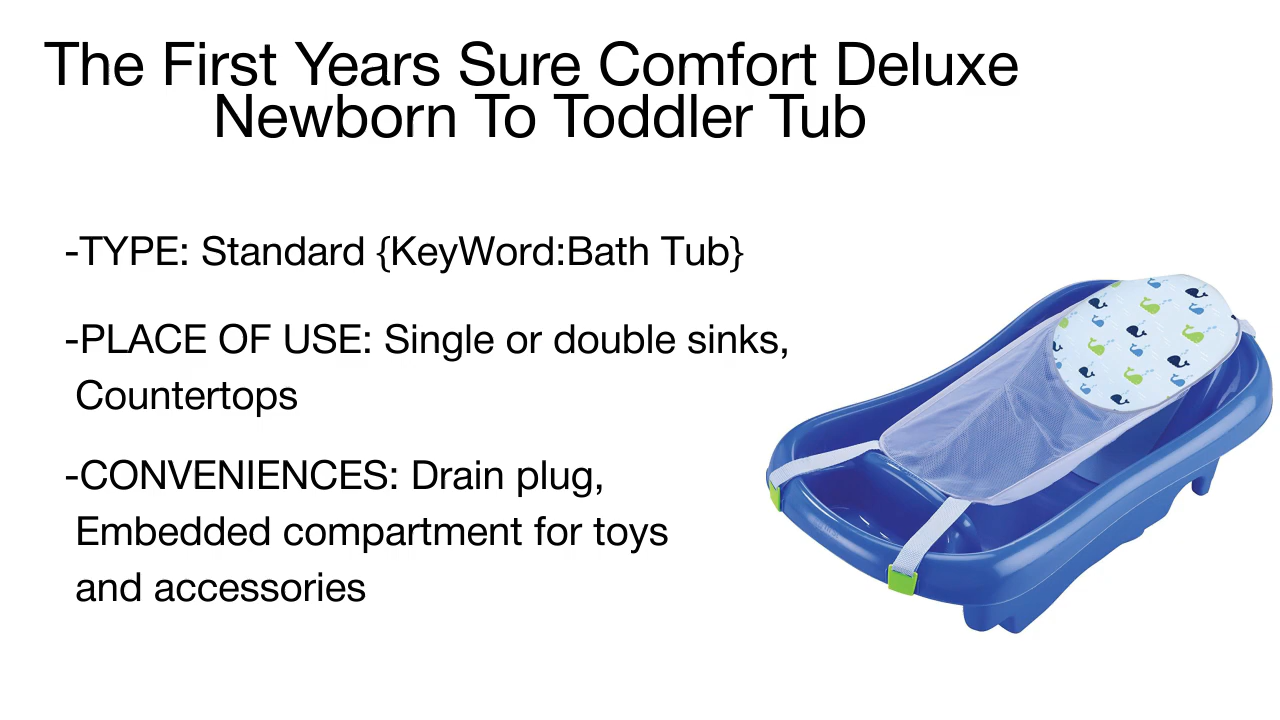 The First Years Sure Comfort Deluxe
Newborn To Toddler Tub
-TYPE: Standard {KeyWord:Bath Tub}
-PLACE OF USE: Single or double sinks,
Countertops
-CONVENIENCES: Drain plug,
Embedded compartment for toys
and accessories